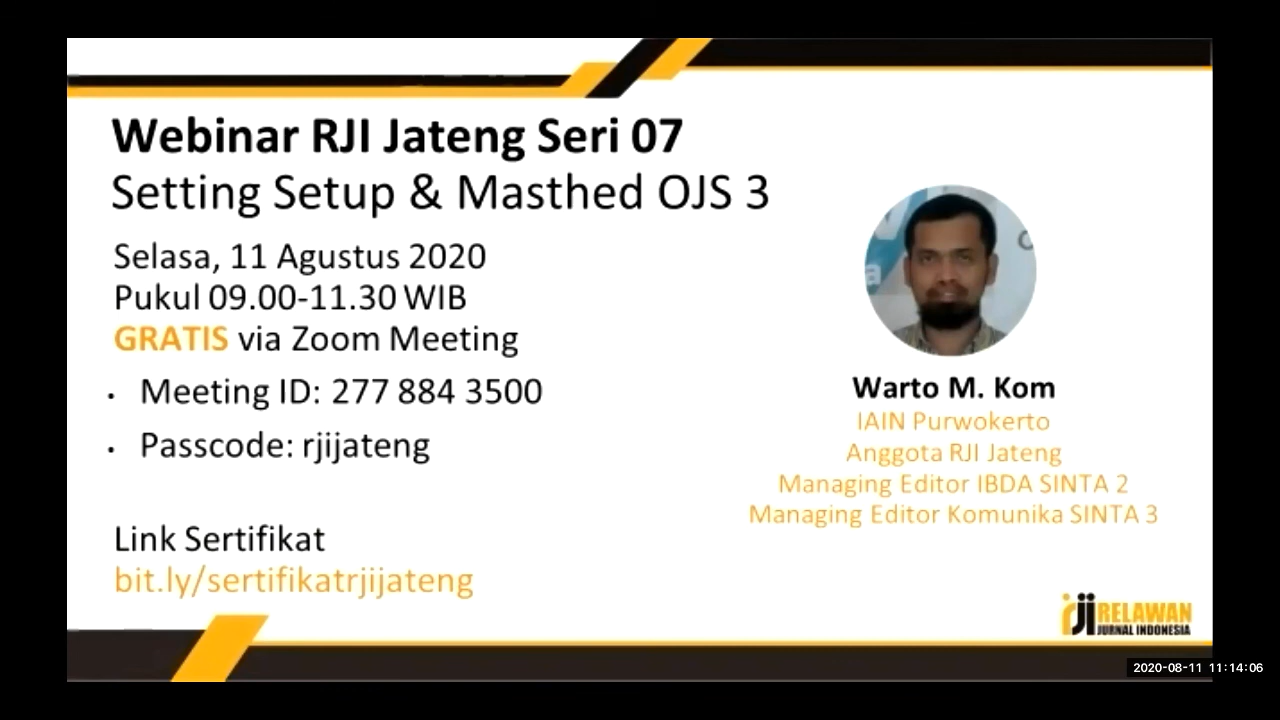 Webinar RJI Jateng Seri 07
Setting Setup & Masthed OJS 3
Selasa, 11 Agustus 2020
Pukul 09.00-11.30 WIB
GRATIS via Zoom Meeting
• Meeting ID: 277 884 3500
• Passcode: rjijateng
Link Sertifikat
bit.ly/sertifikatrjijateng
Warto M. Kom
IAIN Purwokerto
Anggota RJI Jateng
Managing Editor IBDA SINTA 2
Managing Editor Komunika SINTA 3
rji RELAWAN
JURNAL INDONESIA
2020-08-11 11:14:06